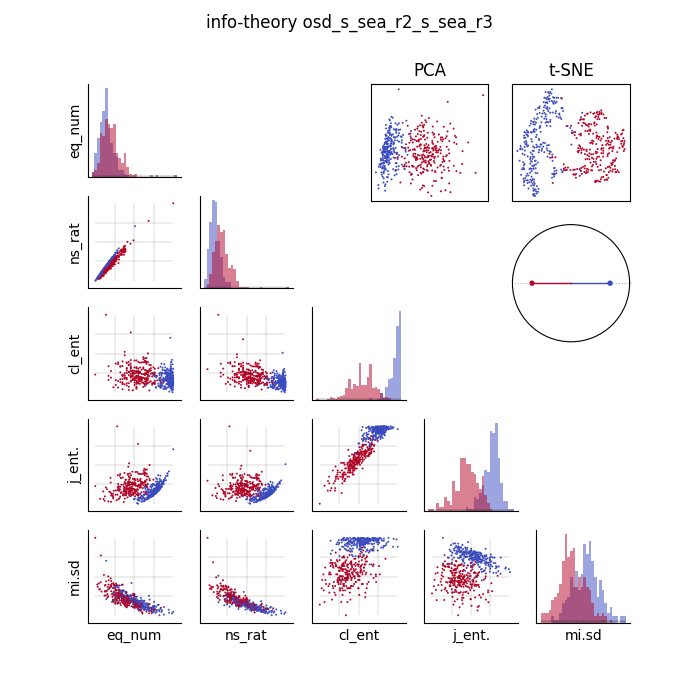 info-theory osd_s_sea_r2_s_sea_r3
PCA
t-SNE
eq_num
ns_rat
cl_ent
j_ent.
mi.sd
eq_num
ns_rat
cl_ent
j_ent.
mi.sd